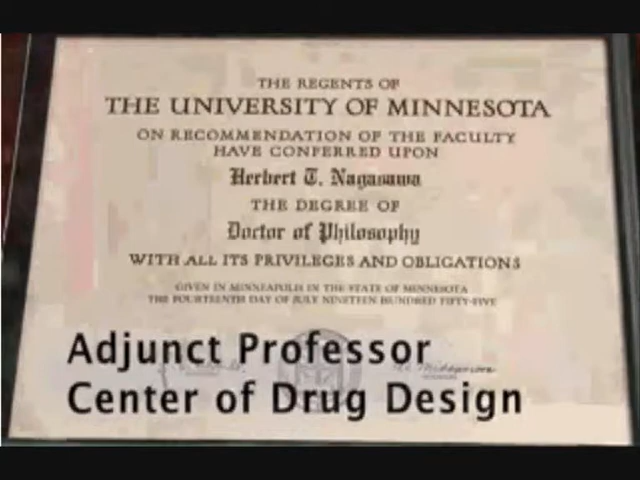 THE REGENTS OF
THE UNIVERSITY OF MINNESOTA
ON RECOMMENDATION OF THE FACULTY
HAVE CONFERRED UPON
Herbert T. Nagasawa
THE DEGREE OF
Doctor of Philosophy
WITH ALL ITS PRIVILEGES AND OBLIGATIONS
GIVEN IN MINNEAPOLIS IN THE STATE OF MINNESOTA
THE FOURTEENTH DAY OF JULY NINETEEN HUNDRED FIFTY-FIVE
Adjunct Professor
Center of Drug Design